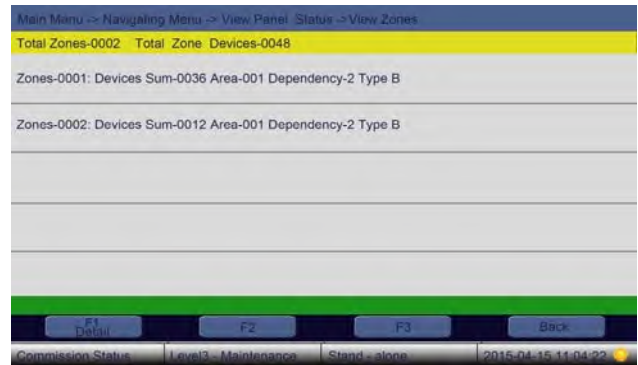 Main Menu -> Navigating Menu -> View Panel Status ->View Zones
Total Zones-0002 Total Zone Devices-0048
Zones-0001: Devices Sum-0036 Area-001 Dependency-2 Type B
Zones-0002: Devices Sum-0012 Area-001 Dependency-2 Type B
F1 F2 F3 Back
Detail
Commission Status Level3 - Maintenance Stand - alone 2015-04-15 11:04:22